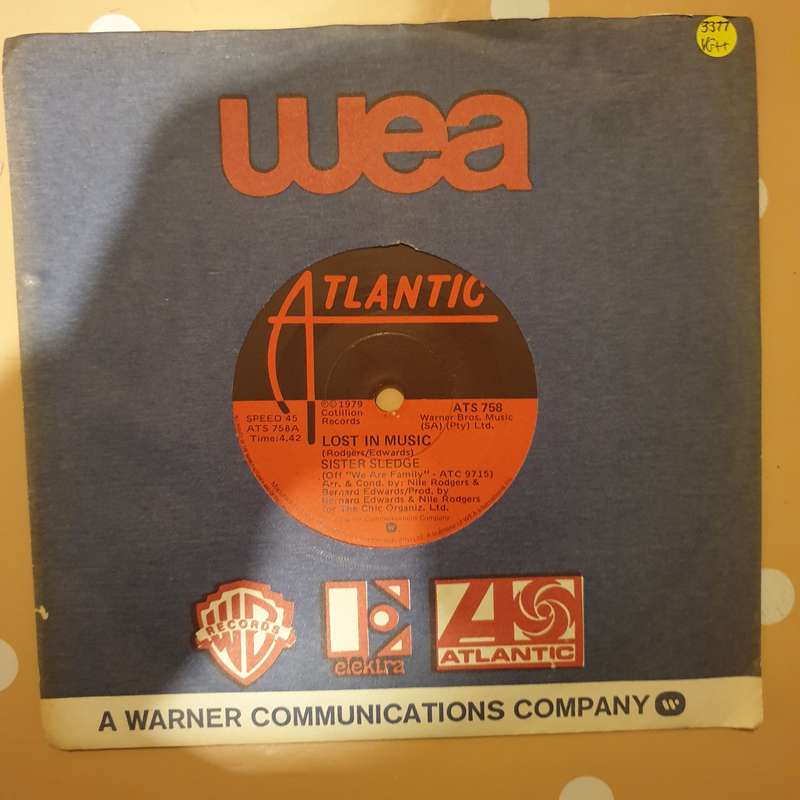 3377
VG++
wea
ATLANTIC
SPEED 45
ATS 758A
Time:4.42
℗©1979
Cotillion
Records
ATS 758
Warner Bros. Music
(SA) (Pty) Ltd.
LOST IN MUSIC
(Rodgers/Edwards)
SISTER SLEDGE
(Off "We Are Family" - ATC 9715)
Arr. & Cond. by: Nile Rodgers &
Bernard Edwards/Prod. by
Bernard Edwards & Nile Rodgers
for The Chic Organiz. Ltd.
WB
RECORDS
elektra
ATLANTIC
A WARNER COMMUNICATIONS COMPANY